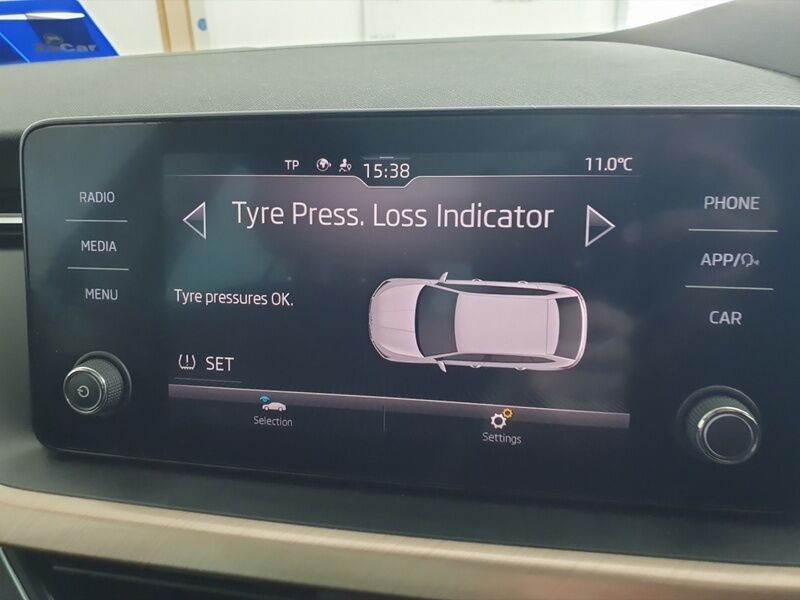 TP
15:38
11.0°C
RADIO
MEDIA
MENU
Tyre Press. Loss Indicator
Tyre pressures OK.
SET
Selection
Settings
PHONE
APP/
CAR